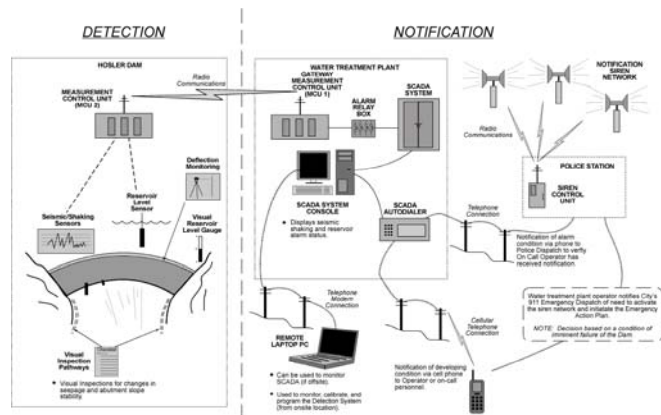 DETECTION
NOTIFICATION
HOSLER DAM
MEASUREMENT
CONTROL UNIT
(MCU 2)
Radio
Communications
Deflection
Monitoring
Reservoir
Level
Sensor
Seismic/Shaking
Sensors
Visual
Reservoir
Level Gauge
Visual
Inspection
Pathways
• Visual Inspections for changes in
seepage and abutment slope
stability.
WATER TREATMENT PLANT
GATEWAY
MEASUREMENT
CONTROL UNIT
(MCU 1)
ALARM
RELAY
BOX
SCADA
SYSTEM
SCADA SYSTEM
CONSOLE
• Displays seismic
shaking and reservoir
alarm status.
SCADA
AUTODIALER
Telephone
Modem
Connection
REMOTE
LAPTOP PC
• Can be used to
monitor
SCADA (if offsite).
• Used to monitor, calibrate, and
program the Detection System
(from onsite location).
Cellular
Telephone
Connection
Notification of developing
condition via cell phone to
Operator or on-call
personnel.
NOTIFICATION
SIREN
NETWORK
Radio
Communications
POLICE STATION
SIREN
CONTROL
UNIT
Telephone
Connection
Notification of alarm
condition via phone to
Police Dispatch to verify
On Call Operator has
received notification.
Water treatment plant operator notifies City's
911 Emergency Dispatch of need to activate
the siren network and initiate the Emergency
Action Plan.
NOTE: Decision based on a condition of
imminent failure of the Dam.